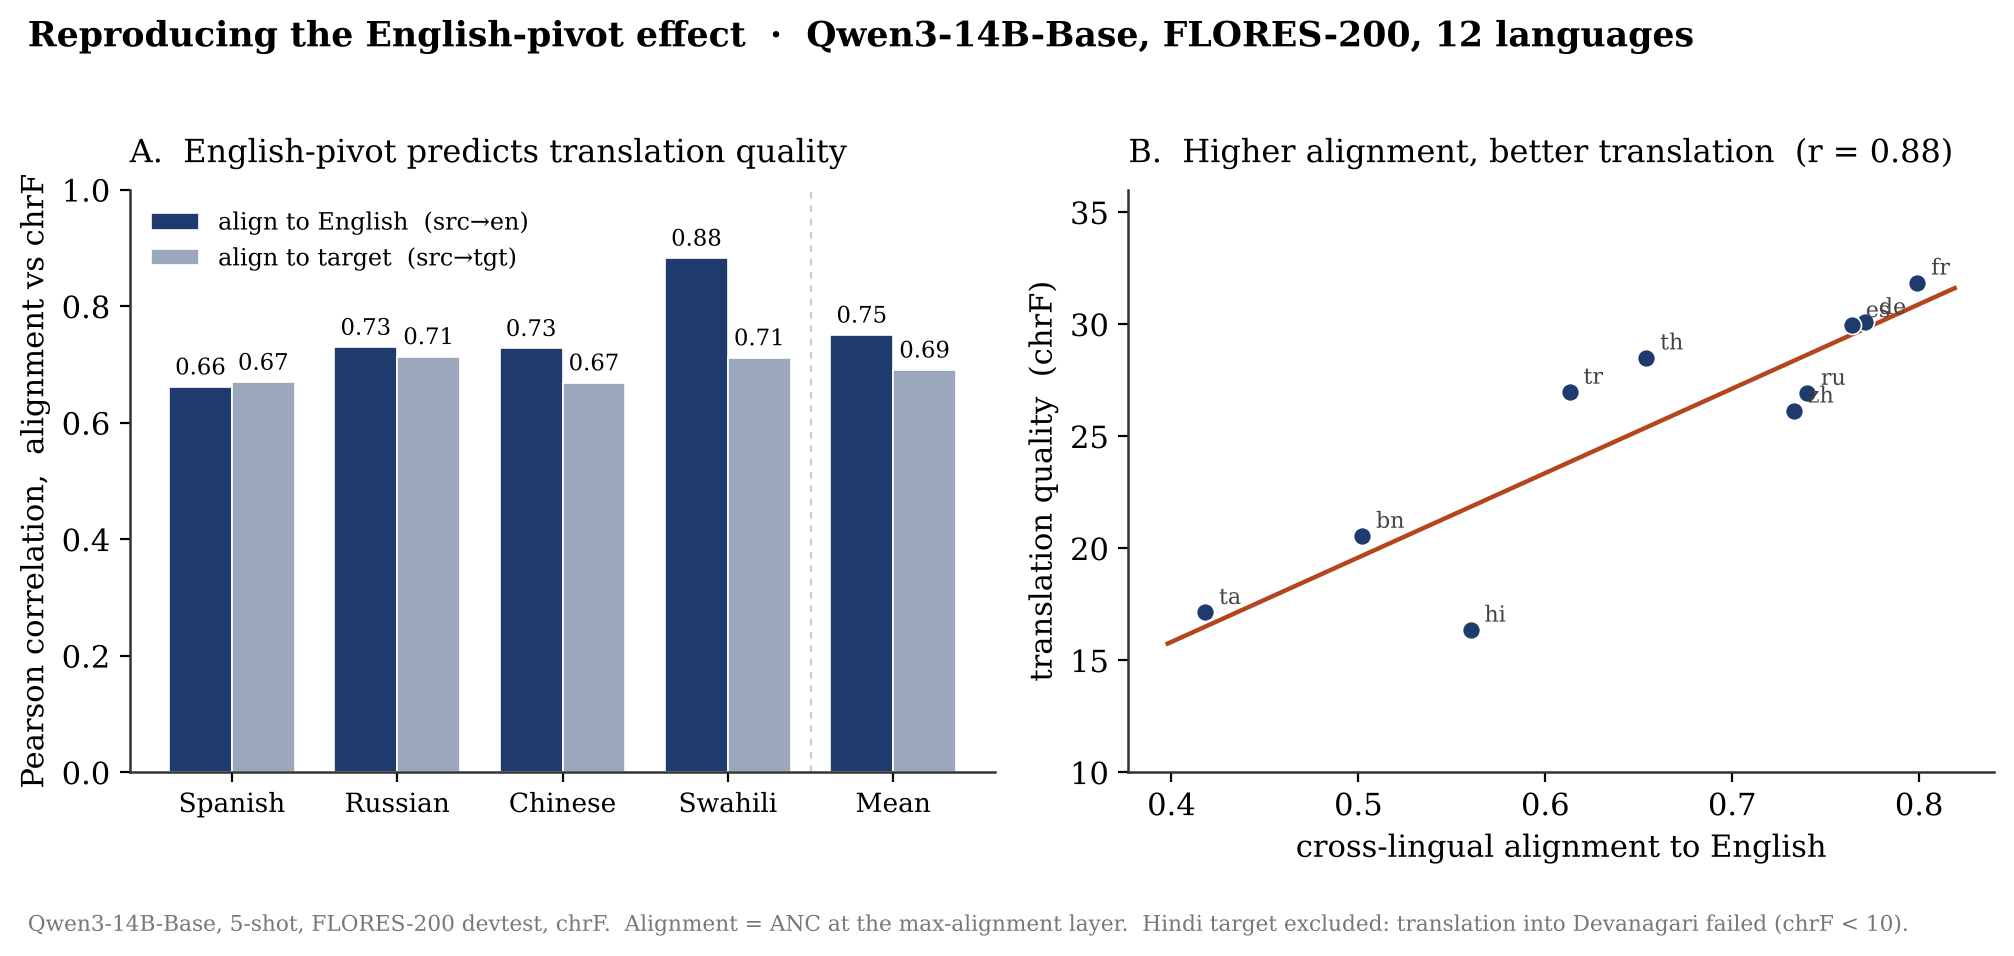 Reproducing the English-pivot effect · Qwen3-14B-Base, FLORES-200, 12 languages
A. English-pivot predicts translation quality
Pearson correlation, alignment vs chrF
1.0
0.8
0.6
0.4
0.2
0.0
align to English (src→en)
align to target (src→tgt)
0.66
0.67
0.73
0.71
0.73
0.67
0.88
0.71
0.75
0.69
Spanish
Russian
Chinese
Swahili
Mean
B. Higher alignment, better translation (r = 0.88)
translation quality (chrF)
35
30
25
20
15
10
fr
es
de
th
tr
ru
zh
bn
ta
hi
0.4
0.5
0.6
0.7
0.8
cross-lingual alignment to English
Qwen3-14B-Base, 5-shot, FLORES-200 devtest, chrF. Alignment = ANC at the max-alignment layer. Hindi target excluded: translation into Devanagari failed (chrF < 10).